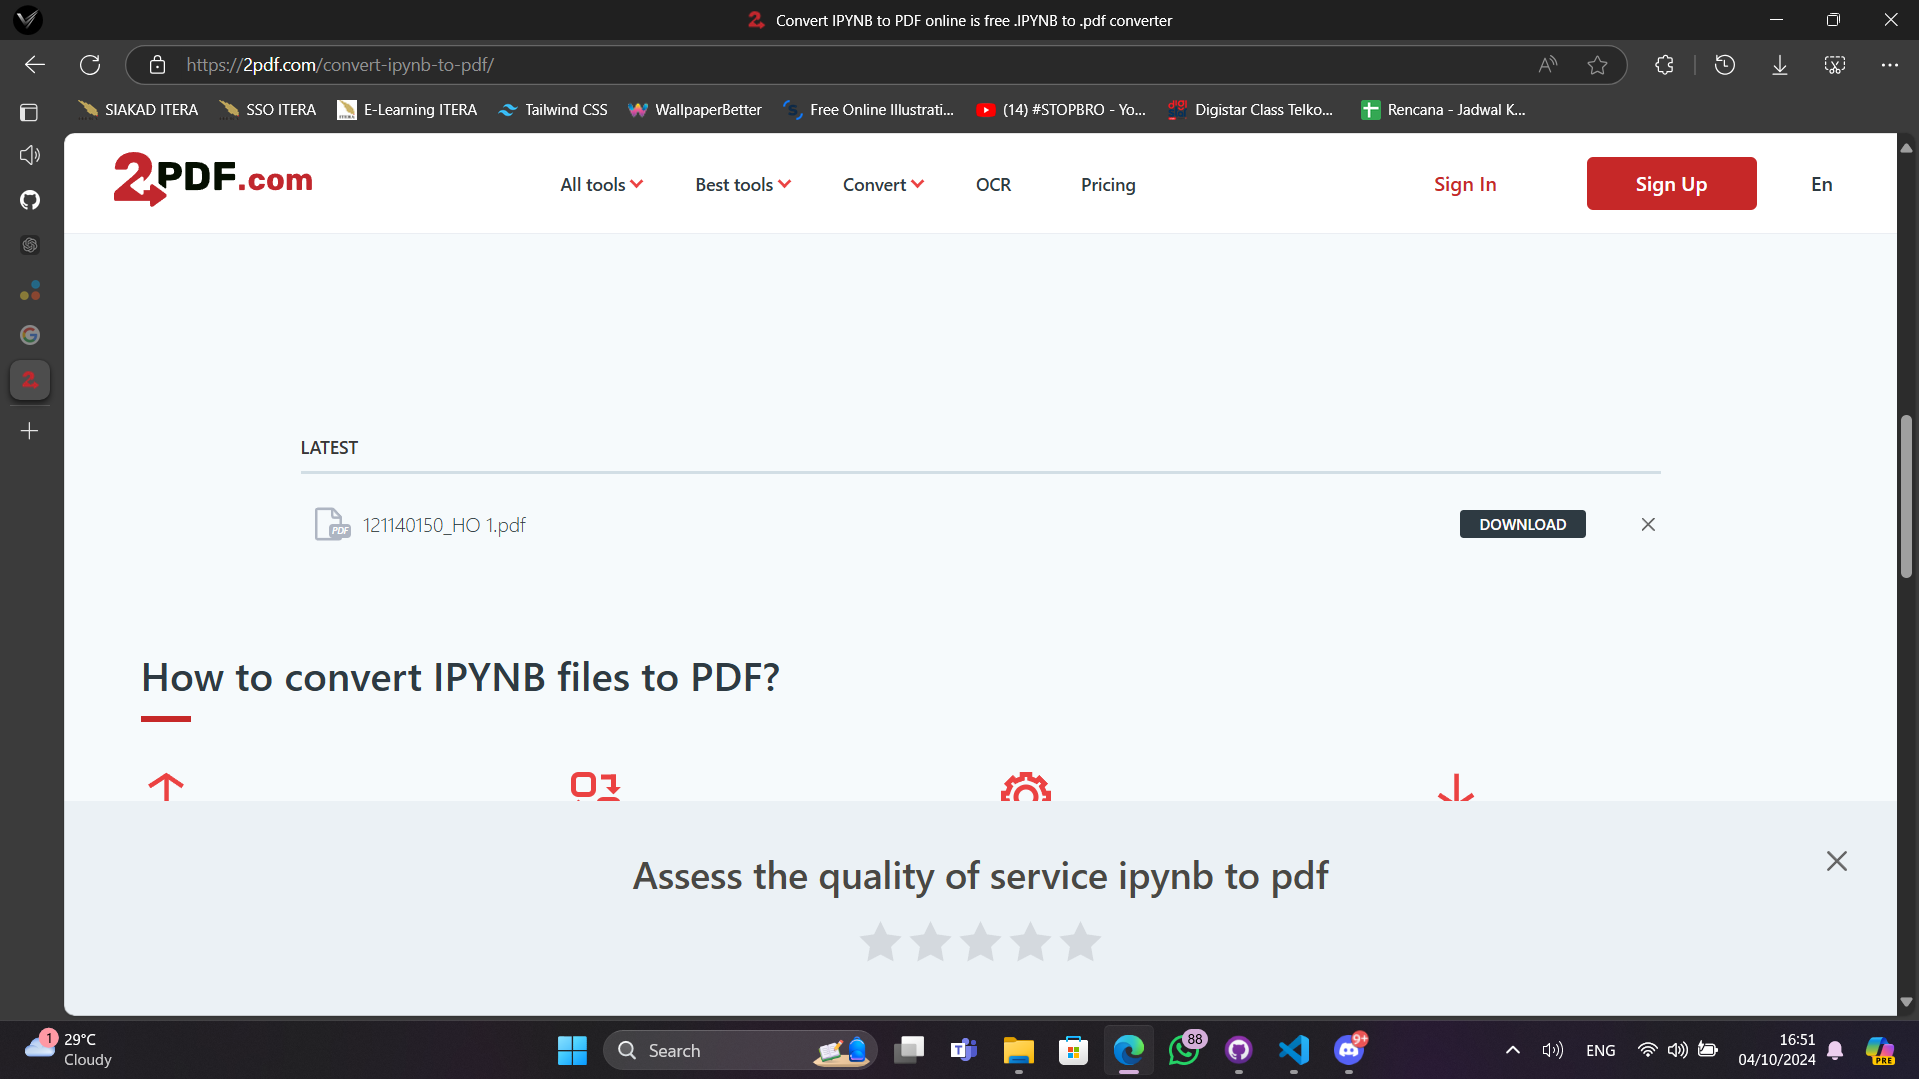 Convert IPYNB to PDF online is free .IPYNB to .pdf converter
https://2pdf.com/convert-ipynb-to-pdf/
SIAKAD ITERA SSO ITERA E-Learning ITERA Tailwind CSS WallpaperBetter Free Online Illustrati... (14) #STOPBRO - Yo... Digistar Class Telko... Rencana - Jadwal K...
2PDF.com
All tools Best tools Convert OCR Pricing Sign In Sign Up En
LATEST
PDF 121140150_HO 1.pdf DOWNLOAD
How to convert IPYNB files to PDF?
Assess the quality of service ipynb to pdf
1 29°C
Cloudy
Search
88
9+
ENG
16:51
04/10/2024
PRE